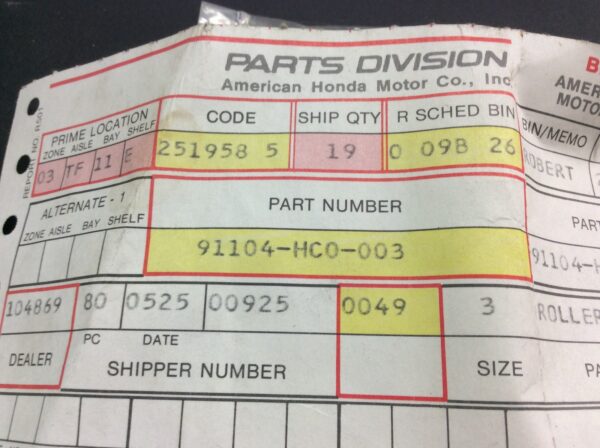 PARTS DIVISION
American Honda Motor Co., Inc
REPORT NO. R-501
PRIME LOCATION
ZONE AISLE BAY SHELF
03 TF 11 E
CODE
251958 5
SHIP QTY
19
R SCHED BIN
0 09B 26
BIN/MEMO
ROBERT
ALTERNATE - 1
ZONE AISLE BAY SHELF
PART NUMBER
91104-HC0-003
PART
91104-H
104869 80 0525 00925 0049 3 ROLLER
DEALER
PC DATE
SHIPPER NUMBER
SIZE
PA
B
AMER
MOTOR